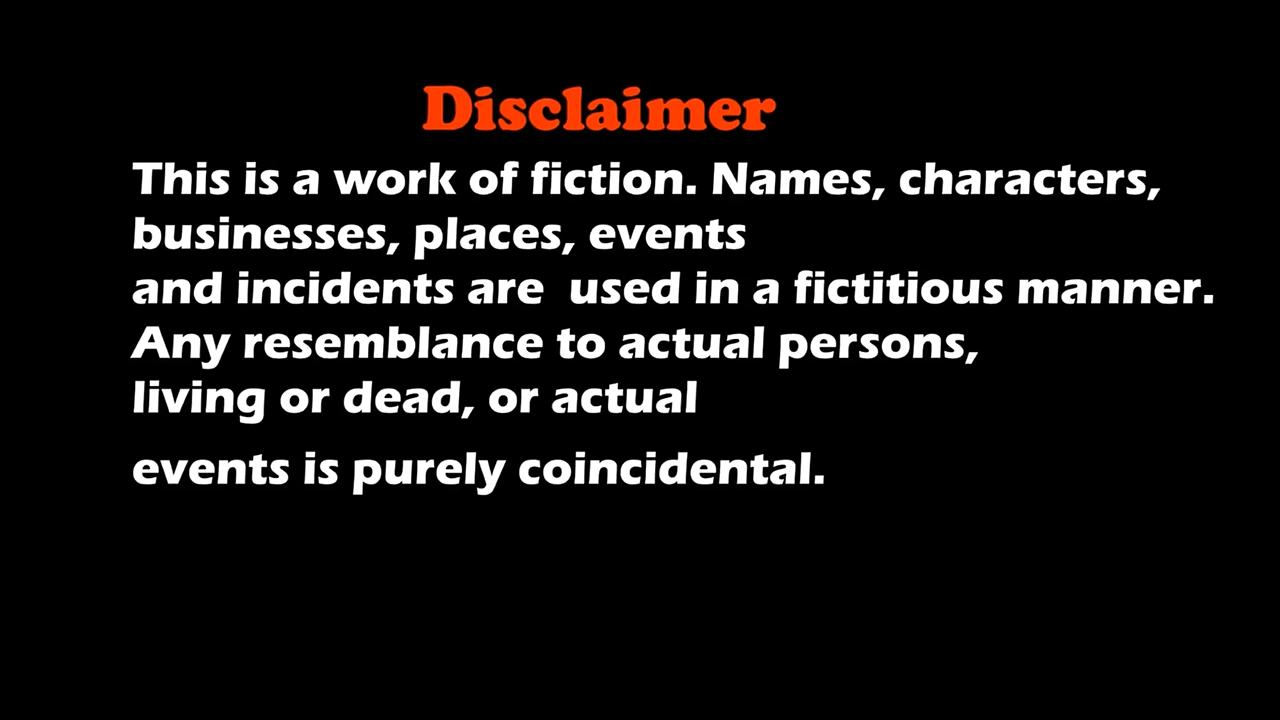 Disclaimer
This is a work of fiction. Names, characters,
businesses, places, events
and incidents are  used in a fictitious manner.
Any resemblance to actual persons,
living or dead, or actual
events is purely coincidental.